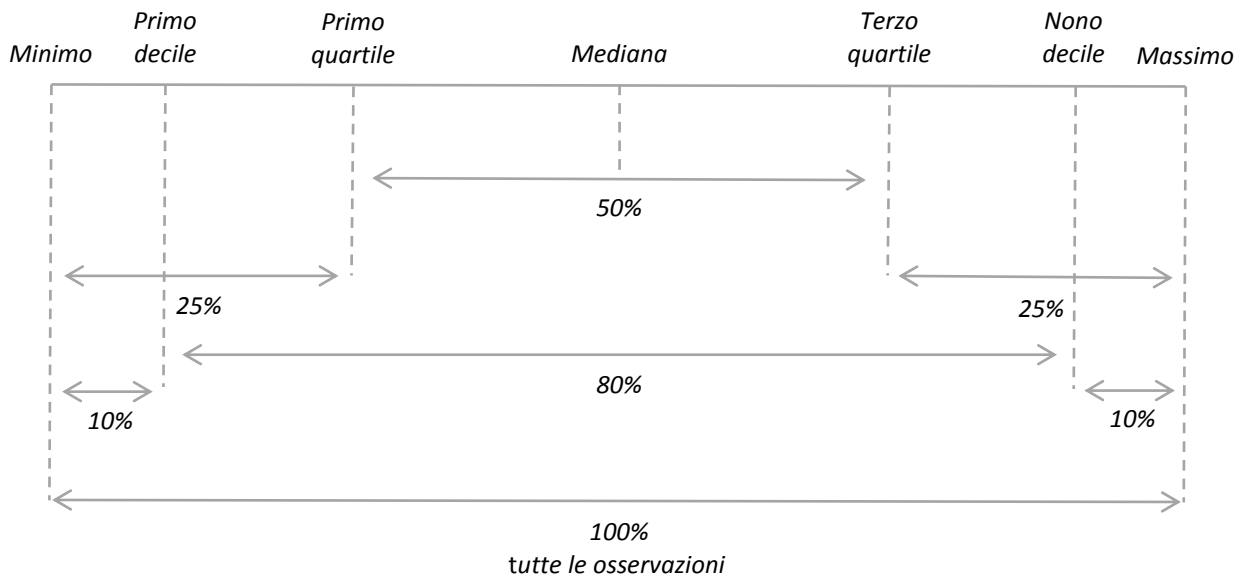 Minimo
Primo
decile
Primo
quartile
Mediana
Terzo
quartile
Nono
decile
Massimo
50%
25%
25%
80%
10%
10%
100%
tutte le osservazioni